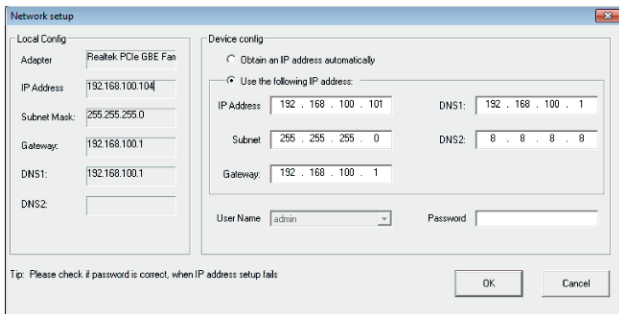 Network setup
Local Config
Adapter Realtek PCIe GBE Fan
IP Address 192.168.100.104
Subnet Mask: 255.255.255.0
Gateway: 192.168.100.1
DNS1: 192.168.100.1
DNS2:
Device config
Obtain an IP address automatically
Use the following IP address:
IP Address 192 . 168 . 100 . 101 DNS1: 192 . 168 . 100 . 1
Subnet 255 . 255 . 255 . 0 DNS2: 8 . 8 . 8 . 8
Gateway: 192 . 168 . 100 . 1
User Name admin Password
Tip: Please check if password is correct, when IP address setup fails
OK Cancel